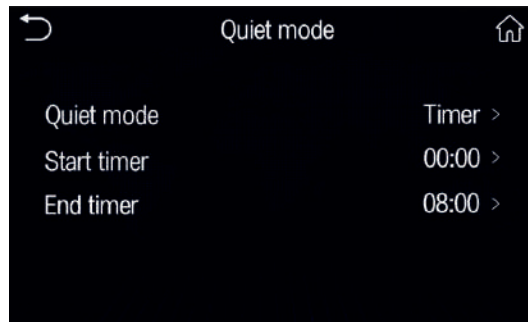 Quiet mode
Quiet mode Timer >
Start timer 00:00 >
End timer 08:00 >